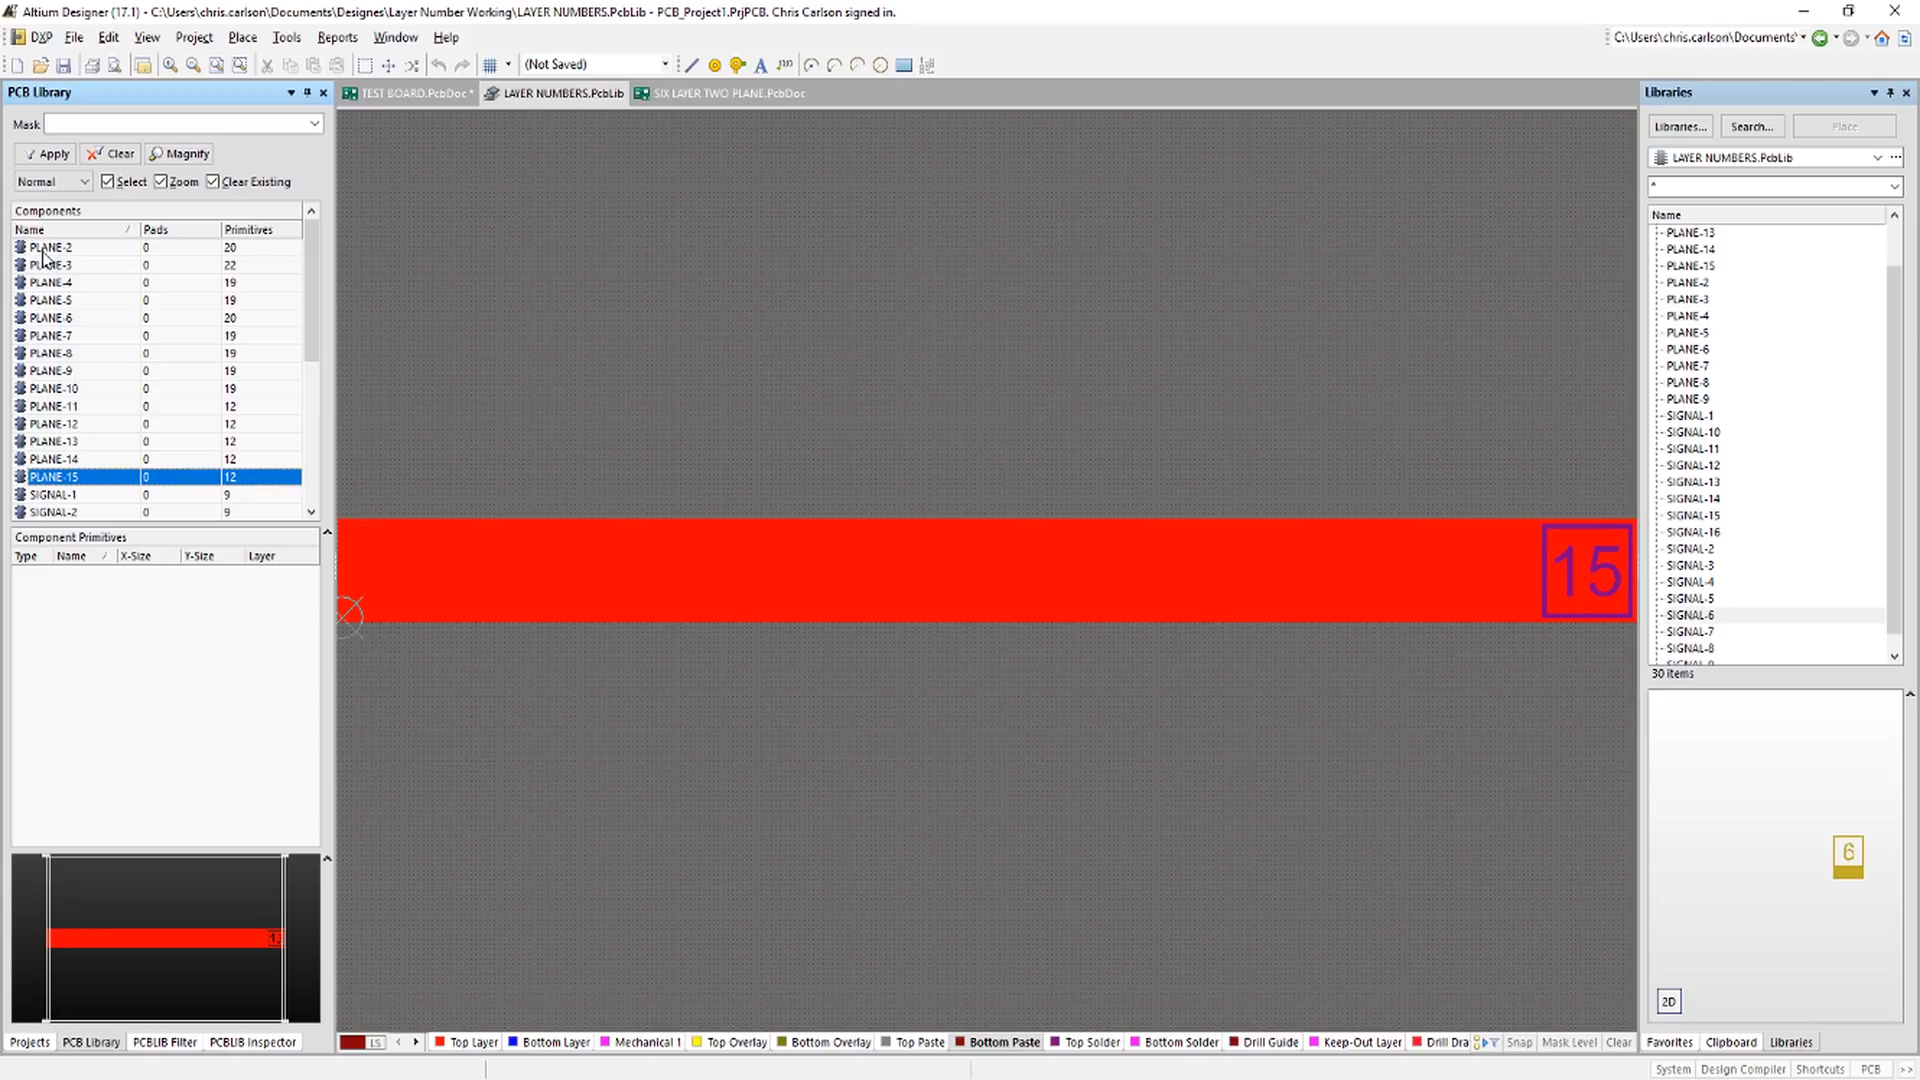 Altium Designer (17.1) - C:\Users\chris.carlson\Documents\Designes\Layer Number Working\LAYER NUMBERS.PcbLib - PCB_Project1.PrjPCB. Chris Carlson signed in.
DXP File Edit View Project Place Tools Reports Window Help C:\Users\chris.carlson\Documents\
(Not Saved)
PCB Library
TEST BOARD.PcbDoc * LAYER NUMBERS.PcbLib SIX LAYER TWO PLANE.PcbDoc
Libraries
Mask
Libraries... Search... Place
Apply Clear Magnify
LAYER NUMBERS.PcbLib ...
Normal Select Zoom Clear Existing
*
Components
Name / Pads Primitives
PLANE-2 0 20
PLANE-3 0 22
PLANE-4 0 19
PLANE-5 0 19
PLANE-6 0 20
PLANE-7 0 19
PLANE-8 0 19
PLANE-9 0 19
PLANE-10 0 19
PLANE-11 0 12
PLANE-12 0 12
PLANE-13 0 12
PLANE-14 0 12
PLANE-15 0 12
SIGNAL-1 0 9
SIGNAL-2 0 9
Component Primitives
Type Name / X-Size Y-Size Layer
15
Name
PLANE-13
PLANE-14
PLANE-15
PLANE-2
PLANE-3
PLANE-4
PLANE-5
PLANE-6
PLANE-7
PLANE-8
PLANE-9
SIGNAL-1
SIGNAL-10
SIGNAL-11
SIGNAL-12
SIGNAL-13
SIGNAL-14
SIGNAL-15
SIGNAL-16
SIGNAL-2
SIGNAL-3
SIGNAL-4
SIGNAL-5
SIGNAL-6
SIGNAL-7
SIGNAL-8
30 items
6
2D
Projects PCB Library PCBLIB Filter PCBLIB Inspector
LS Top Layer Bottom Layer Mechanical 1 Top Overlay Bottom Overlay Top Paste Bottom Paste Top Solder Bottom Solder Drill Guide Keep-Out Layer Drill Dra Snap Mask Level Clear
Favorites Clipboard Libraries
System Design Compiler Shortcuts PCB >>